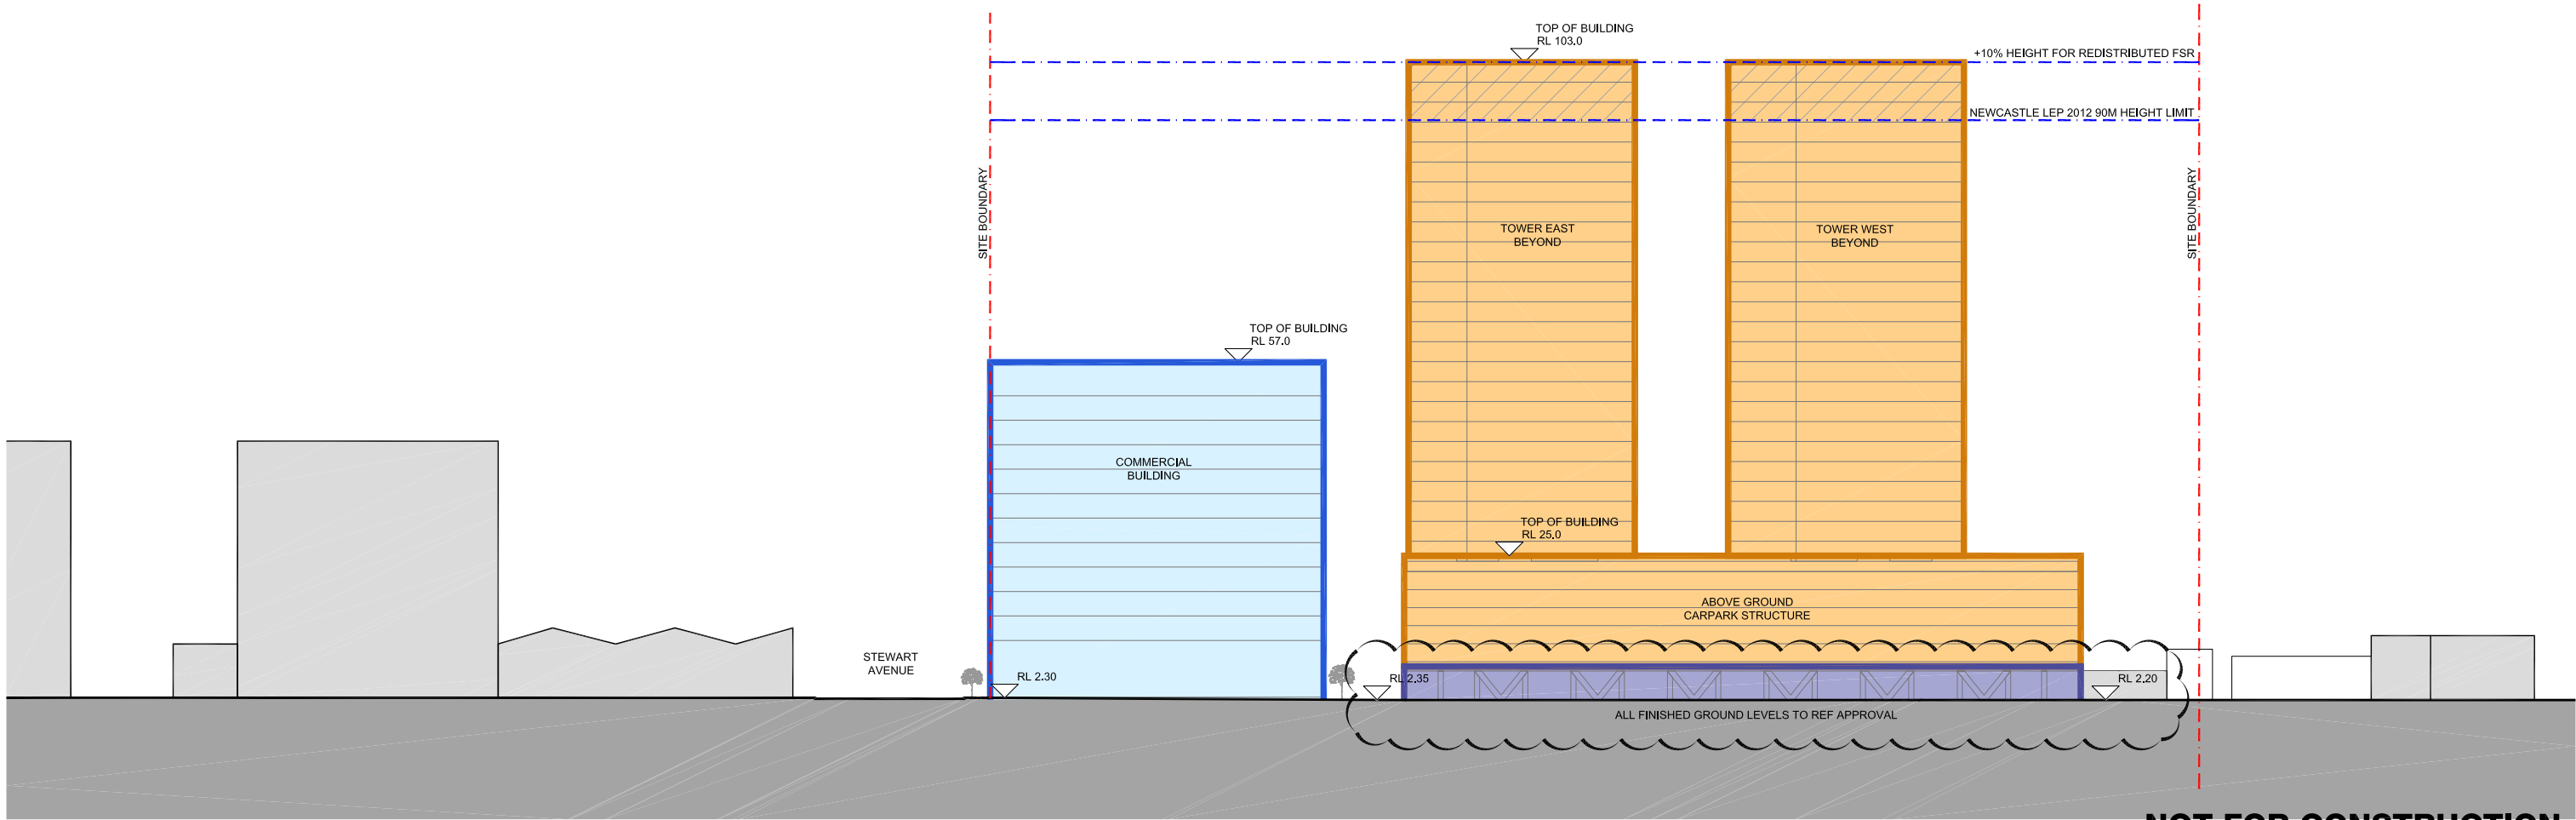 TOP OF BUILDING
RL 103.0
+10% HEIGHT FOR REDISTRIBUTED FSR
NEWCASTLE LEP 2012 90M HEIGHT LIMIT
SITE BOUNDARY
SITE BOUNDARY
TOWER EAST
BEYOND
TOWER WEST
BEYOND
TOP OF BUILDING
RL 57.0
COMMERCIAL
BUILDING
TOP OF BUILDING
RL 25.0
ABOVE GROUND
CARPARK STRUCTURE
STEWART
AVENUE
RL 2.30
RL 2.35
RL 2.20
ALL FINISHED GROUND LEVELS TO REF APPROVAL
NOT FOR CONSTRUCTION